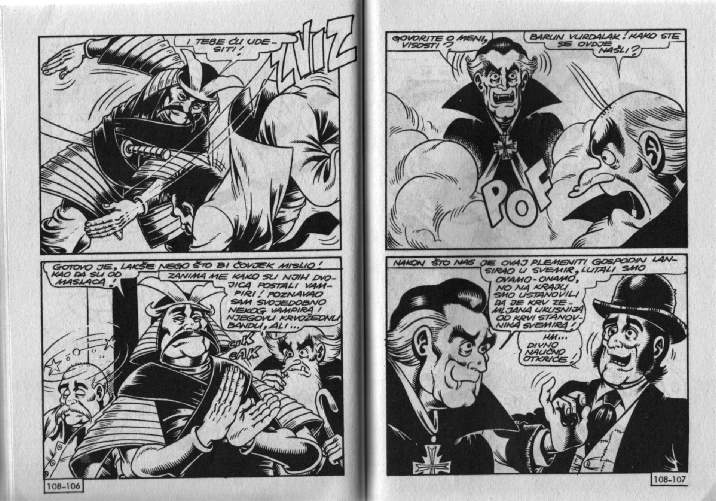 I TEBE ĆU UDE-
SITI!
ZVIZ
GOTOVO JE, LAKŠE NEGO ŠTO BI ČOVJEK MISLIO!
KAO DA SU OD
MASLACA!
ZANIMA ME KAKO SU NJIH DVO-
JICA POSTALI VAM-
PIRI! POZNAVAO
SAM SVOJEDOBNO
NEKOG VAMPIRA I
NJEGOVU KRVOŽEDNU
BANDU, ALI...
108-106
GOVORITE O MENI,
VISOSTI?
BARUN VURDALAK! KAKO STE
SE OVDJE
NAŠLI?
POF
NAKON ŠTO NAS JE OVAJ PLEMENITI GOSPODIN LAN-
SIRAO U SVEMIR, LUTALI SMO
OVAMO-ONAMO,
NO NA KRAJU
SMO USTANOVILI
DA JE KRV ZE-
MLJANA UKUSNIJA
OD KRVI STANOV-
NIKA SVEMIRA!
HM...
DIVNO
NAUČNO
OTKRIĆE!
108-107